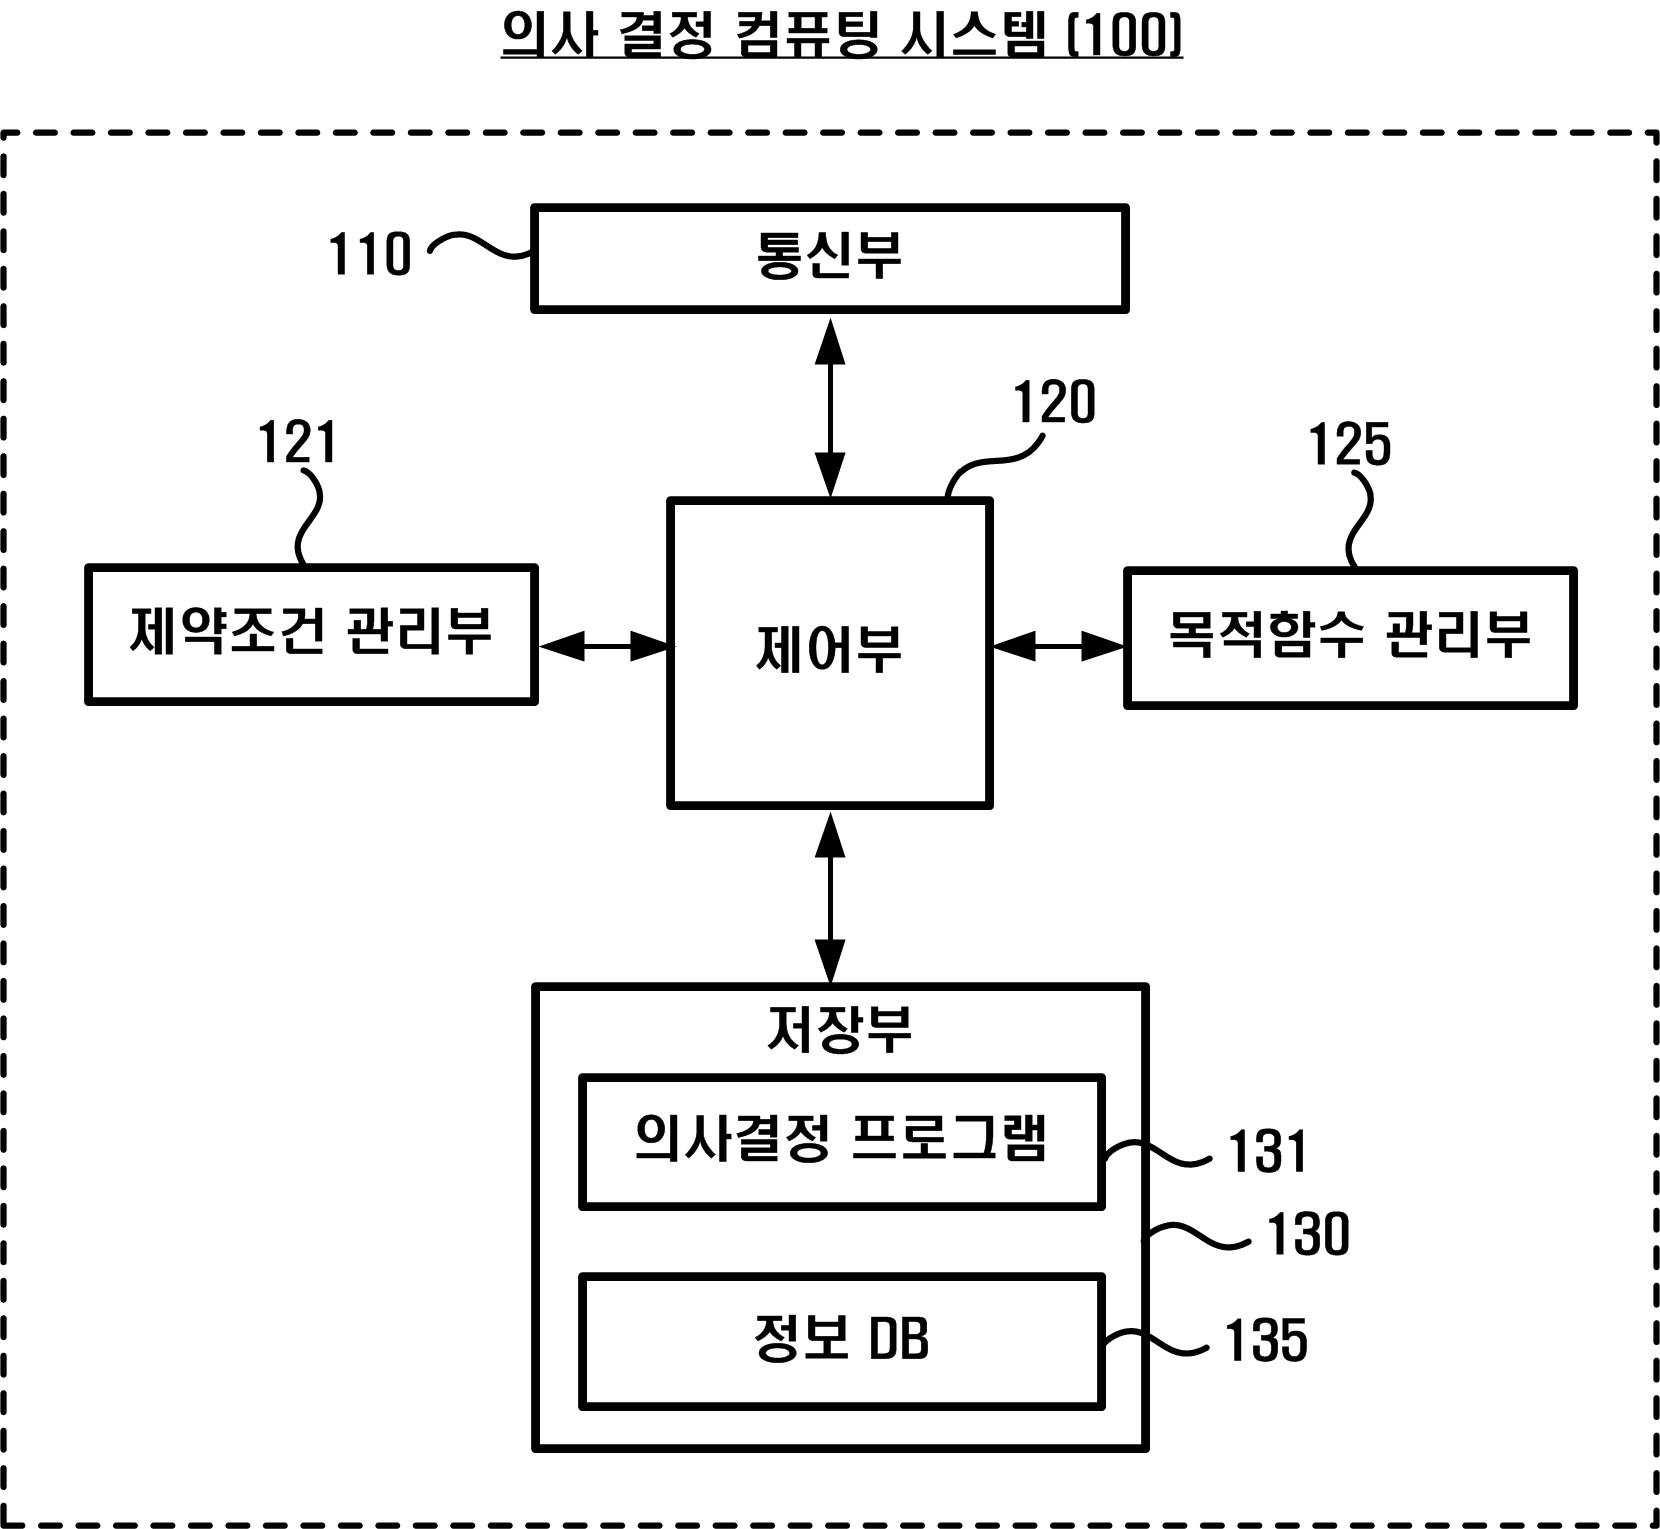 의사 결정 컴퓨팅 시스템 (100)
110
통신부
120
121
125
제약조건 관리부
제어부
목적함수 관리부
저장부
의사결정 프로그램
131
130
정보 DB
135